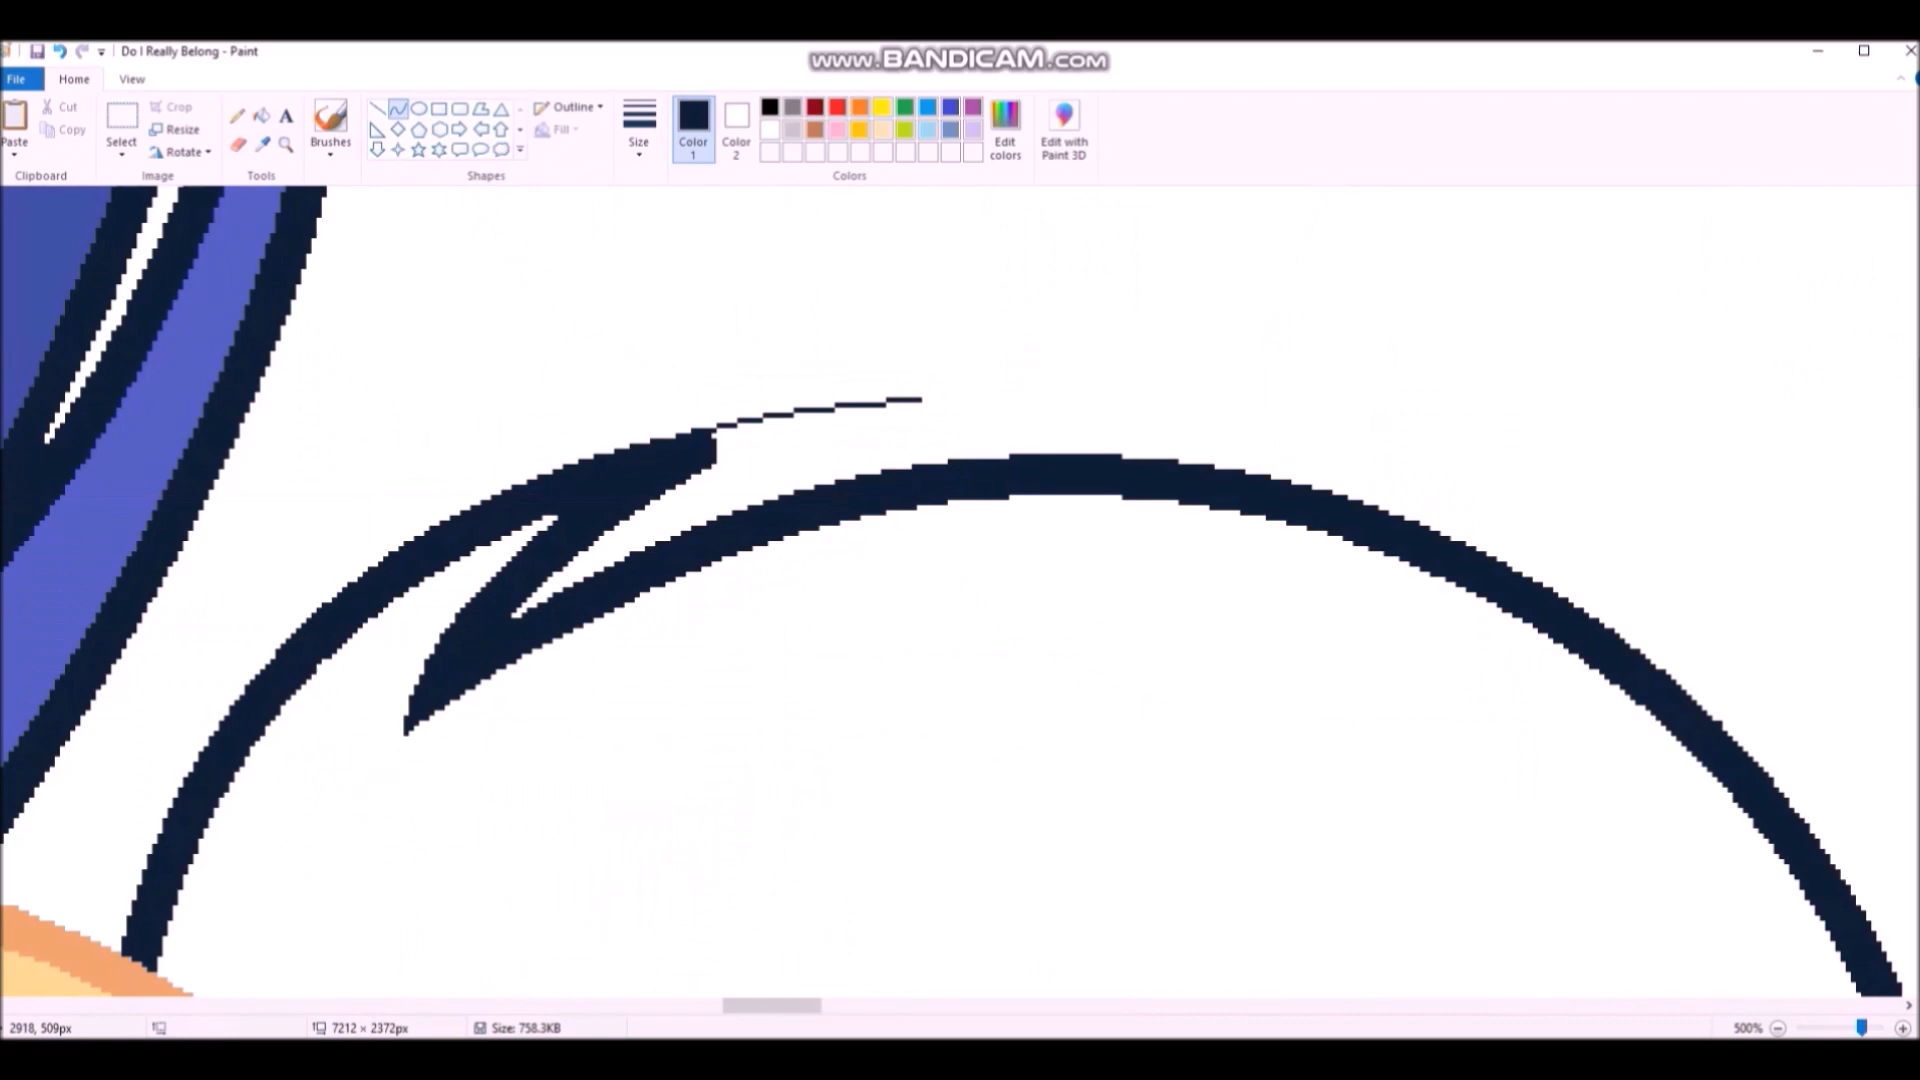 Do I Really Belong - Paint
www.BANDICAM.com
File Home View
Paste
Cut
Copy
Clipboard
Select
Crop
Resize
Rotate
Image
A
Tools
Brushes
Shapes
Outline
Fill
Size
Color 1
Color 2
Colors
Edit colors
Edit with Paint 3D
2918, 509px
7212 × 2372px
Size: 758.3KB
500%